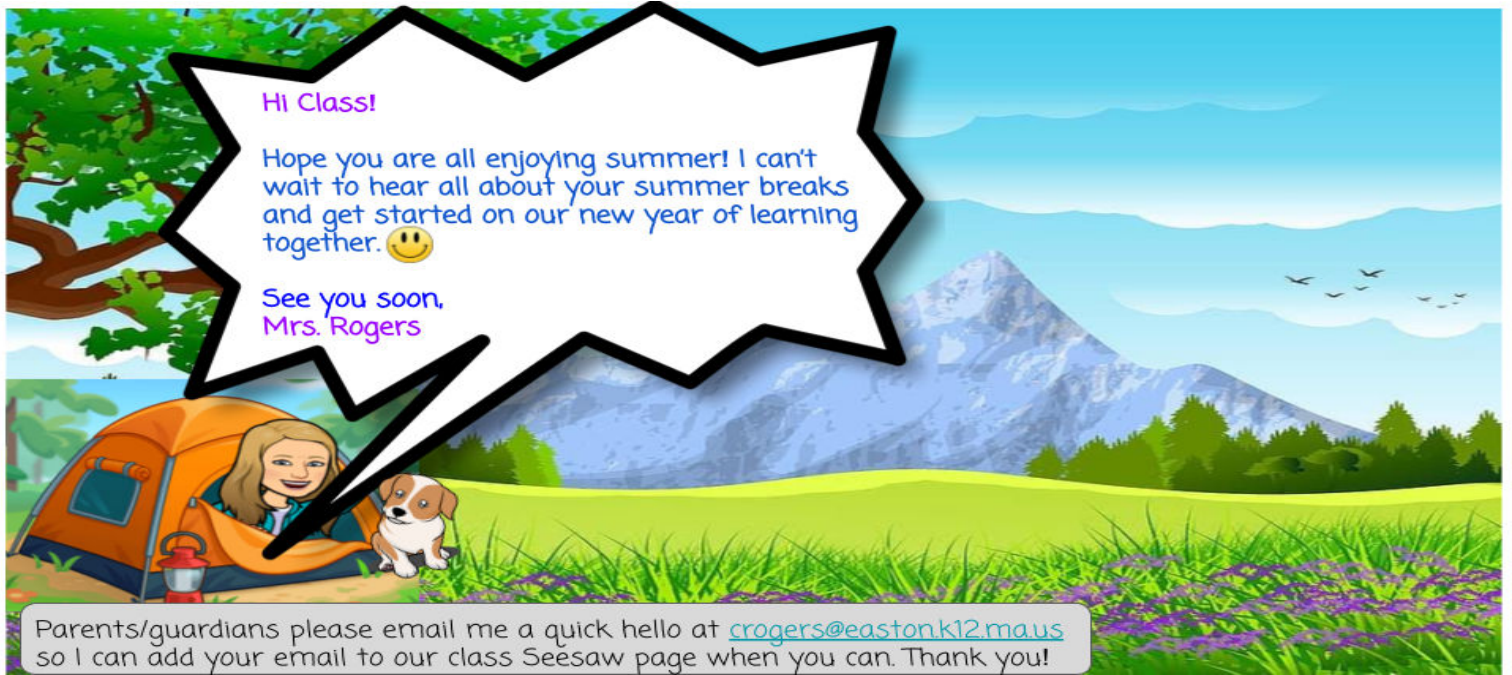 Hi Class!
Hope you are all enjoying summer! I can't
wait to hear all about your summer breaks
and get started on our new year of learning
together.
See you soon,
Mrs. Rogers
Parents/guardians please email me a quick hello at crogers@easton.k12.ma.us
so I can add your email to our class Seesaw page when you can. Thank you!